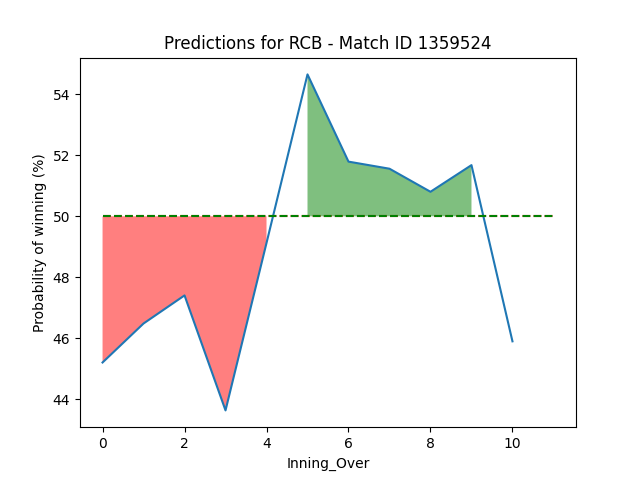 Predictions for RCB - Match ID 1359524
Probability of winning (%)
54
52
50
48
46
44
0 2 4 6 8 10
Inning_Over